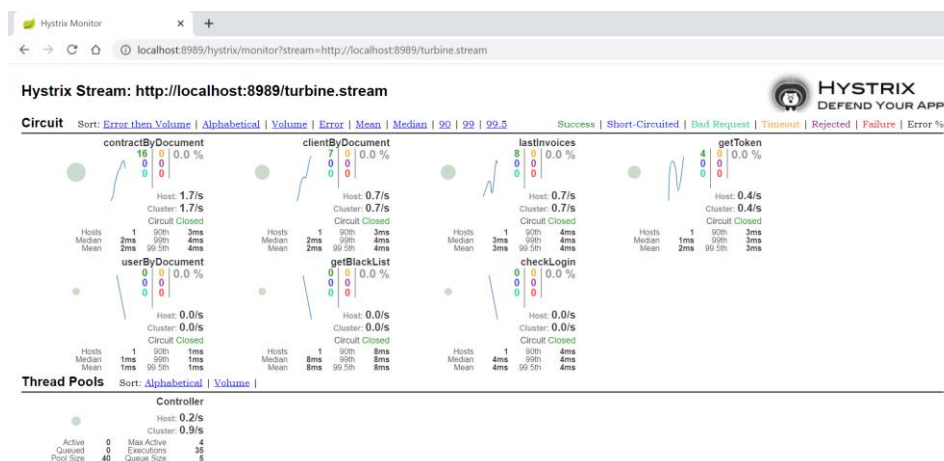 Hystrix Monitor
localhost:8989/hystrix/monitor?stream=http://localhost:8989/turbine.stream
Hystrix Stream: http://localhost:8989/turbine.stream
HYSTRIX
DEFEND YOUR APP
Circuit Sort: Error then Volume | Alphabetical | Volume | Error | Mean | Median | 90 | 99 | 99.5
Success | Short-Circuited | Bad Request | Timeout | Rejected | Failure | Error %
contractByDocument
16 0 0.0 %
0 0
0 0
Host: 1.7/s
Cluster: 1.7/s
Circuit Closed
Hosts 1 90th 3ms
Median 2ms 99th 4ms
Mean 2ms 99.5th 4ms
clientByDocument
7 0 0.0 %
0 0
0 0
Host: 0.7/s
Cluster: 0.7/s
Circuit Closed
Hosts 1 90th 3ms
Median 2ms 99th 4ms
Mean 2ms 99.5th 4ms
lastInvoices
8 0 0.0 %
0 0
0 0
Host: 0.7/s
Cluster: 0.7/s
Circuit Closed
Hosts 1 90th 4ms
Median 3ms 99th 4ms
Mean 3ms 99.5th 4ms
getToken
4 0 0.0 %
0 0
0 0
Host: 0.4/s
Cluster: 0.4/s
Circuit Closed
Hosts 1 90th 3ms
Median 1ms 99th 3ms
Mean 2ms 99.5th 3ms
userByDocument
0 0 0.0 %
0 0
0 0
Host: 0.0/s
Cluster: 0.0/s
Circuit Closed
Hosts 1 90th 1ms
Median 1ms 99th 1ms
Mean 1ms 99.5th 1ms
getBlackList
0 0 0.0 %
0 0
0 0
Host: 0.0/s
Cluster: 0.0/s
Circuit Closed
Hosts 1 90th 8ms
Median 8ms 99th 8ms
Mean 8ms 99.5th 8ms
checkLogin
0 0 0.0 %
0 0
0 0
Host: 0.0/s
Cluster: 0.0/s
Circuit Closed
Hosts 1 90th 4ms
Median 4ms 99th 4ms
Mean 4ms 99.5th 4ms
Thread Pools Sort: Alphabetical | Volume |
Controller
Host: 0.2/s
Cluster: 0.9/s
Active 0 Max Active 4
Queued 0 Executions 35
Pool Size 40 Queue Size 5